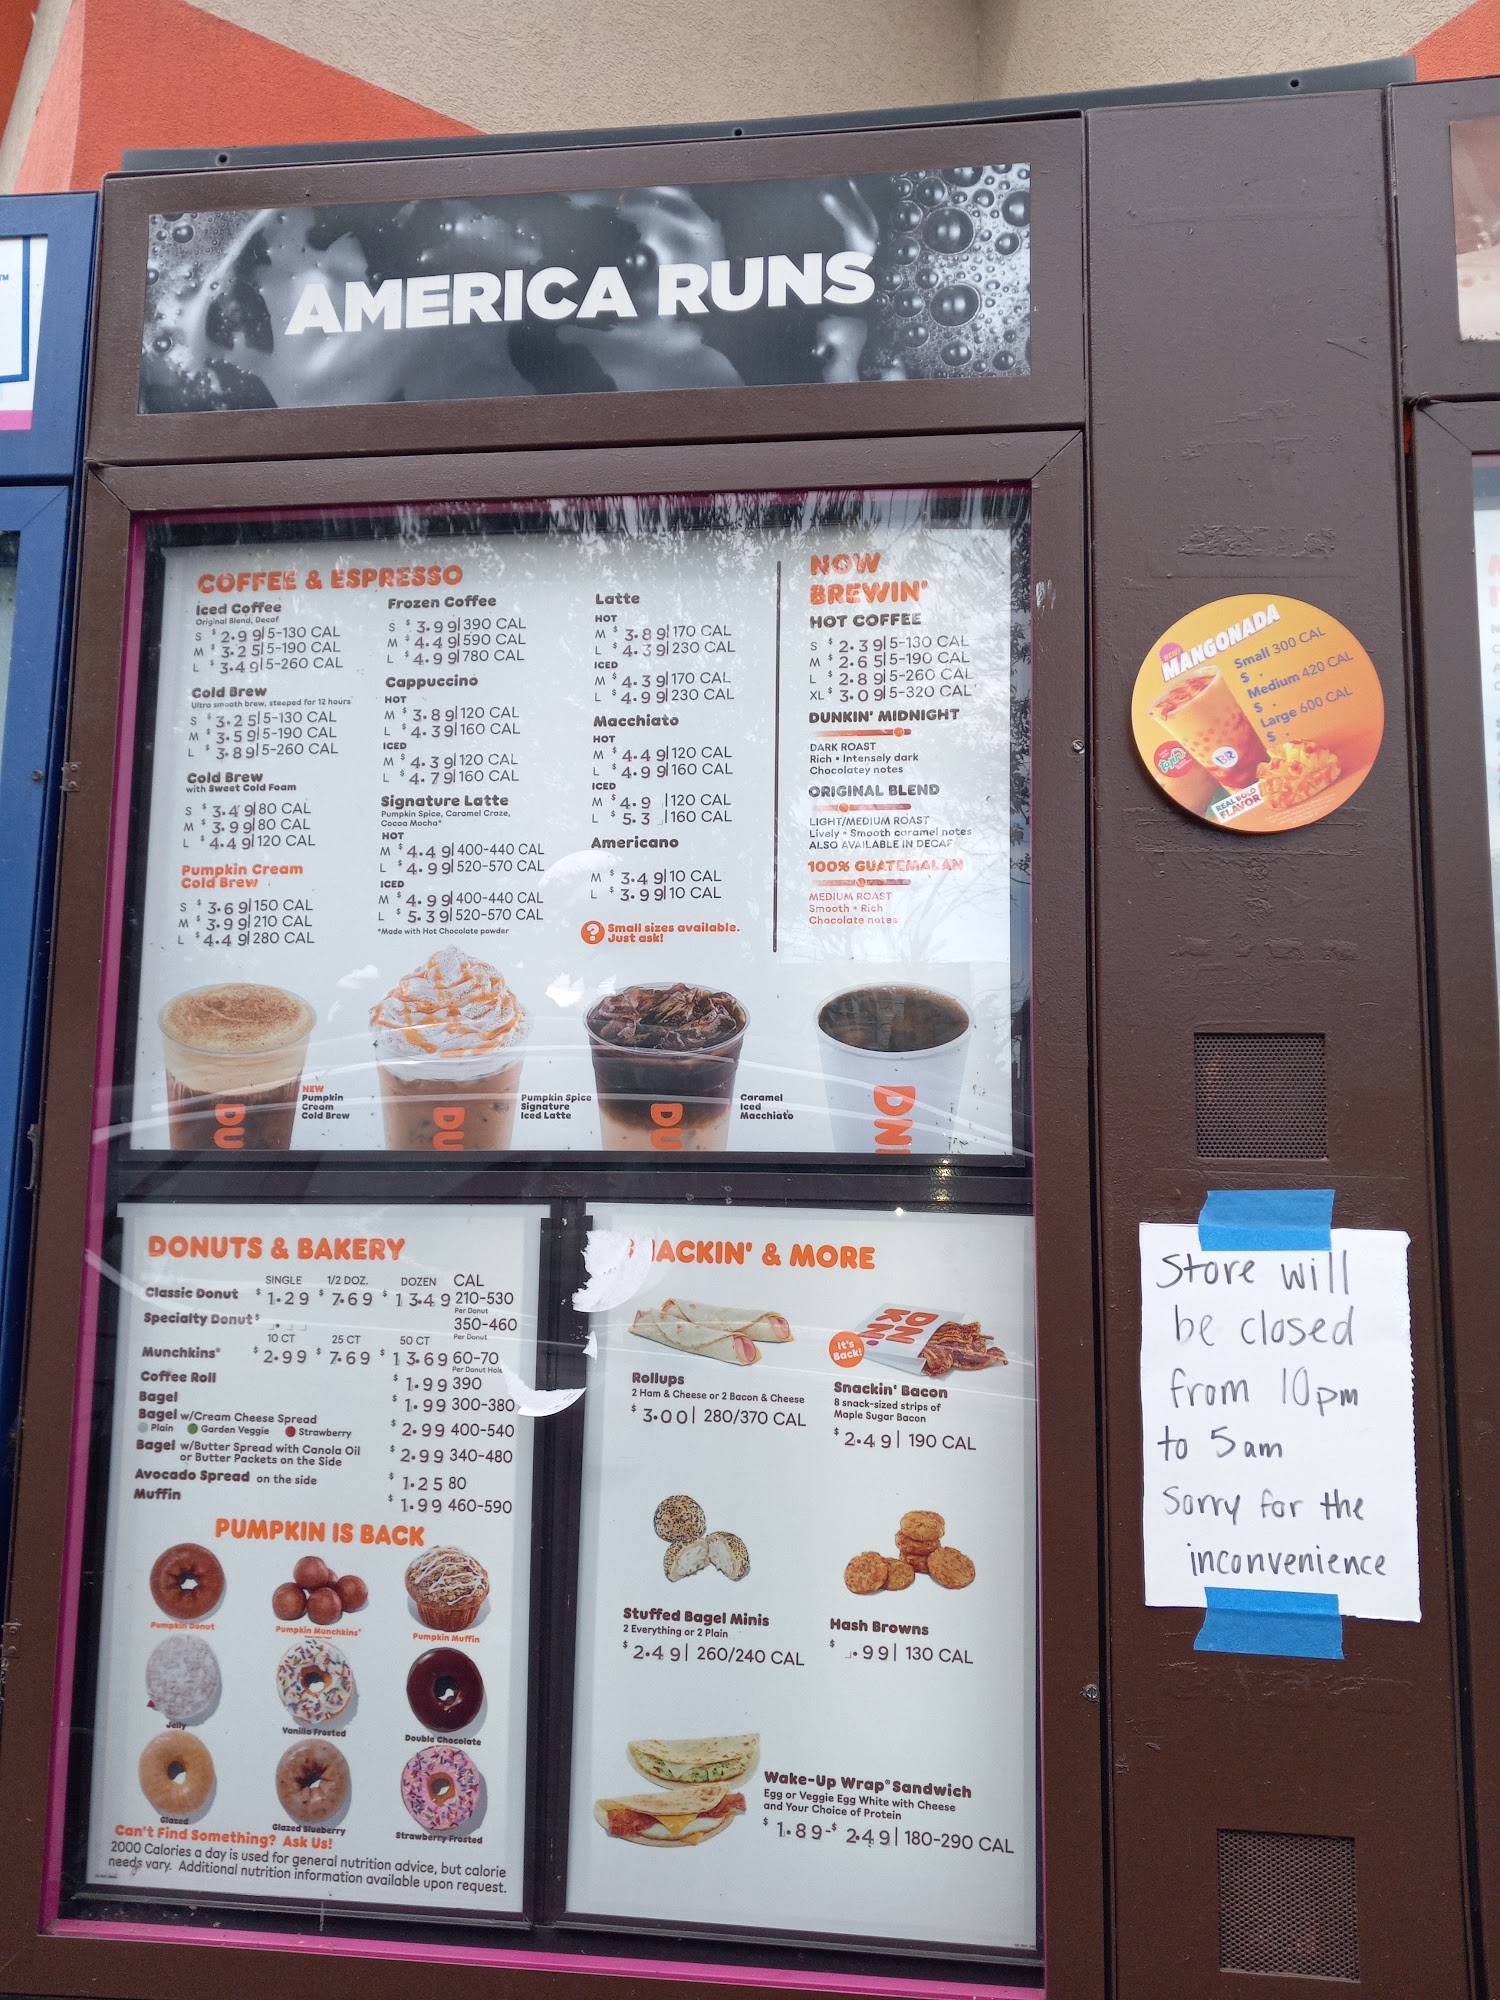 AMERICA RUNS
COFFEE & ESPRESSO
Iced Coffee
Original Blend, Decaf
S $2.99|5-130 CAL
M $3.25|5-190 CAL
L $3.49|5-260 CAL
Cold Brew
Ultra smooth brew, steeped for 12 hours
S $3.25|5-130 CAL
M $3.59|5-190 CAL
L $3.89|5-260 CAL
Cold Brew
with Sweet Cold Foam
S $3.49|80 CAL
M $3.99|80 CAL
L $4.49|120 CAL
Pumpkin Cream
Cold Brew
S $3.69|150 CAL
M $3.99|210 CAL
L $4.49|280 CAL
Frozen Coffee
S $3.99|390 CAL
M $4.49|590 CAL
L $4.99|780 CAL
Cappuccino
HOT
M $3.89|120 CAL
L $4.39|160 CAL
ICED
M $4.39|120 CAL
L $4.79|160 CAL
Signature Latte
Pumpkin Spice, Caramel Craze,
Cocoa Mocha*
HOT
M $4.49|400-440 CAL
L $4.99|520-570 CAL
ICED
M $4.99|400-440 CAL
L $5.39|520-570 CAL
*Made with Hot Chocolate powder
Latte
HOT
M $3.89|170 CAL
L $4.39|230 CAL
ICED
M $4.39|170 CAL
L $4.99|230 CAL
Macchiato
HOT
M $4.49|120 CAL
L $4.99|160 CAL
ICED
M $4.9 |120 CAL
L $5.3 |160 CAL
Americano
M $3.49|10 CAL
L $3.99|10 CAL
? Small sizes available.
Just ask!
NOW
BREWIN'
HOT COFFEE
S $2.39|5-130 CAL
M $2.65|5-190 CAL
L $2.89|5-260 CAL
XL $3.09|5-320 CAL
DUNKIN' MIDNIGHT
DARK ROAST
Rich • Intensely dark
Chocolatey notes
ORIGINAL BLEND
LIGHT/MEDIUM ROAST
Lively • Smooth caramel notes
ALSO AVAILABLE IN DECAF
100% GUATEMALAN
MEDIUM ROAST
Smooth • Rich
Chocolate notes
DU
NEW
Pumpkin
Cream
Cold Brew
DU
Pumpkin Spice
Signature
Iced Latte
DU
Caramel
Iced
Macchiato
DNI
DONUTS & BAKERY
SINGLE 1/2 DOZ. DOZEN CAL
Classic Donut $1.29 $7.69 $13.49 210-530
Per Donut
Specialty Donut $ 350-460
Per Donut
10 CT 25 CT 50 CT
Munchkins® $2.99 $7.69 $13.69 60-70
Per Donut Hole
Coffee Roll $1.99 390
Bagel $1.99 300-380
Bagel w/Cream Cheese Spread $2.99 400-540
Plain Garden Veggie Strawberry
Bagel w/Butter Spread with Canola Oil
or Butter Packets on the Side $2.99 340-480
Avocado Spread on the side $1.25 80
Muffin $1.99 460-590
PUMPKIN IS BACK
Pumpkin Donut
Pumpkin Munchkins®
Pumpkin Muffin
Jelly
Vanilla Frosted
Double Chocolate
Glazed
Glazed Blueberry
Strawberry Frosted
Can't Find Something? Ask Us!
2000 Calories a day is used for general nutrition advice, but calorie
needs vary. Additional nutrition information available upon request.
ACKIN' & MORE
Rollups
2 Ham & Cheese or 2 Bacon & Cheese
$3.00| 280/370 CAL
DNKN'
It's
Back!
Snackin' Bacon
8 snack-sized strips of
Maple Sugar Bacon
$2.49| 190 CAL
Stuffed Bagel Minis
2 Everything or 2 Plain
$2.49| 260/240 CAL
Hash Browns
$ .99| 130 CAL
Wake-Up Wrap® Sandwich
Egg or Veggie Egg White with Cheese
and Your Choice of Protein
$1.89-$2.49| 180-290 CAL
NEW!
MANGONADA
Small 300 CAL
$ .
Medium 420 CAL
$ .
Large 600 CAL
$ .
Tajín
BR
REAL BOLD
FLAVOR
Store will
be closed
from 10pm
to 5am
Sorry for the
inconvenience